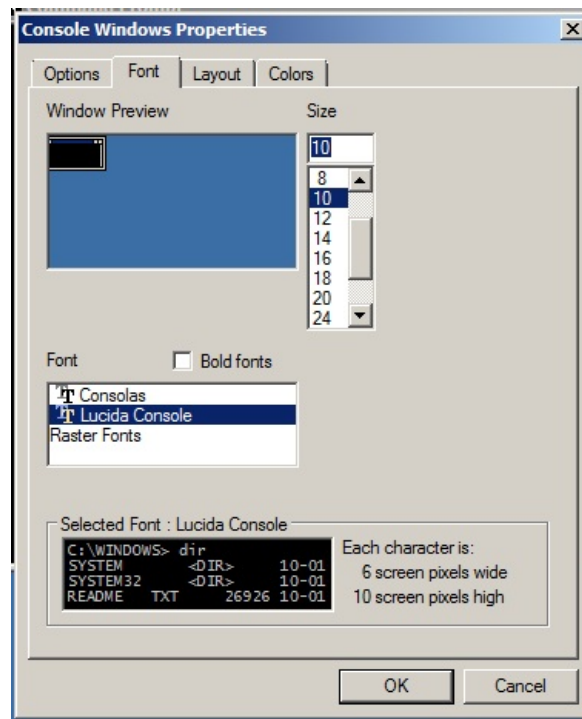 Console Windows Properties
Options Font Layout Colors
Window Preview
Size
10
8
10
12
14
16
18
20
24
Font
Bold fonts
Consolas
Lucida Console
Raster Fonts
Selected Font : Lucida Console
C:\WINDOWS> dir
SYSTEM <DIR> 10-01
SYSTEM32 <DIR> 10-01
README TXT 26926 10-01
Each character is:
6 screen pixels wide
10 screen pixels high
OK Cancel